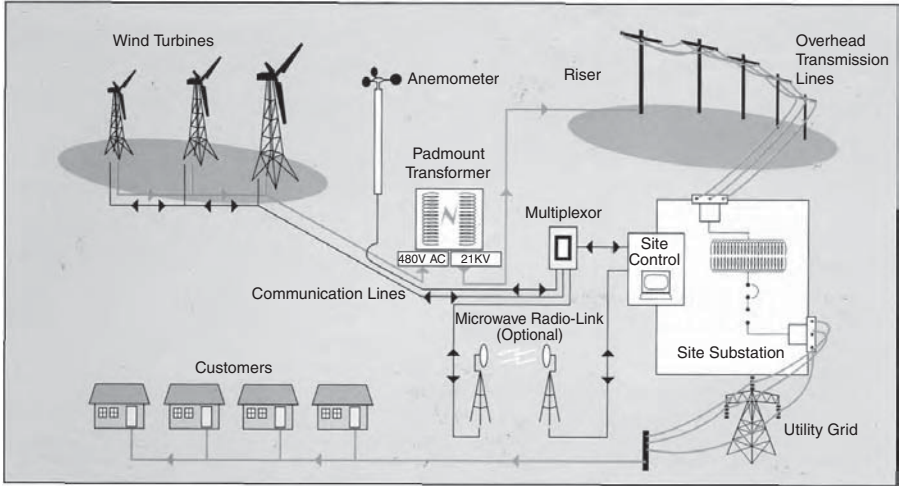 Wind Turbines
Anemometer
Riser
Overhead
Transmission
Lines
Padmount
Transformer
Multiplexor
480V AC
21KV
Site
Control
Communication Lines
Microwave Radio-Link
(Optional)
Site Substation
Customers
Utility Grid